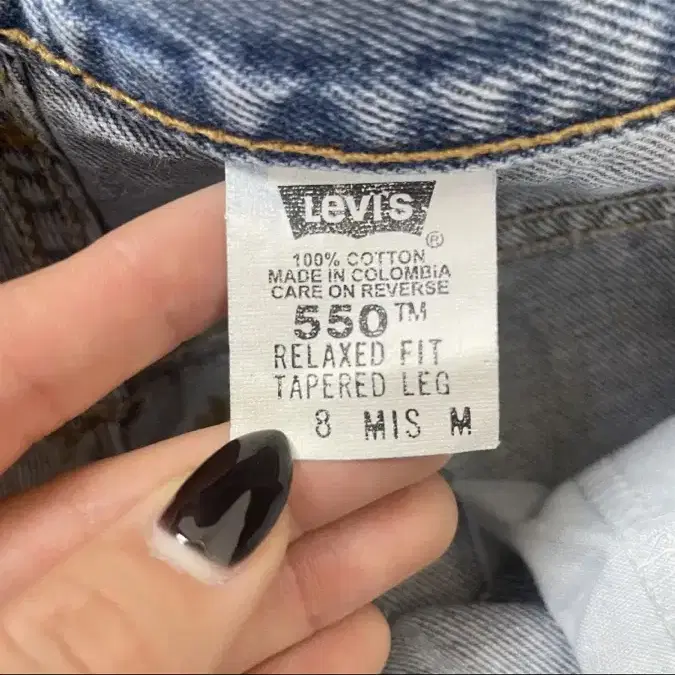 LEVI'S
®
100% COTTON
MADE IN COLOMBIA
CARE ON REVERSE
550™
RELAXED FIT
TAPERED LEG
8 MIS M